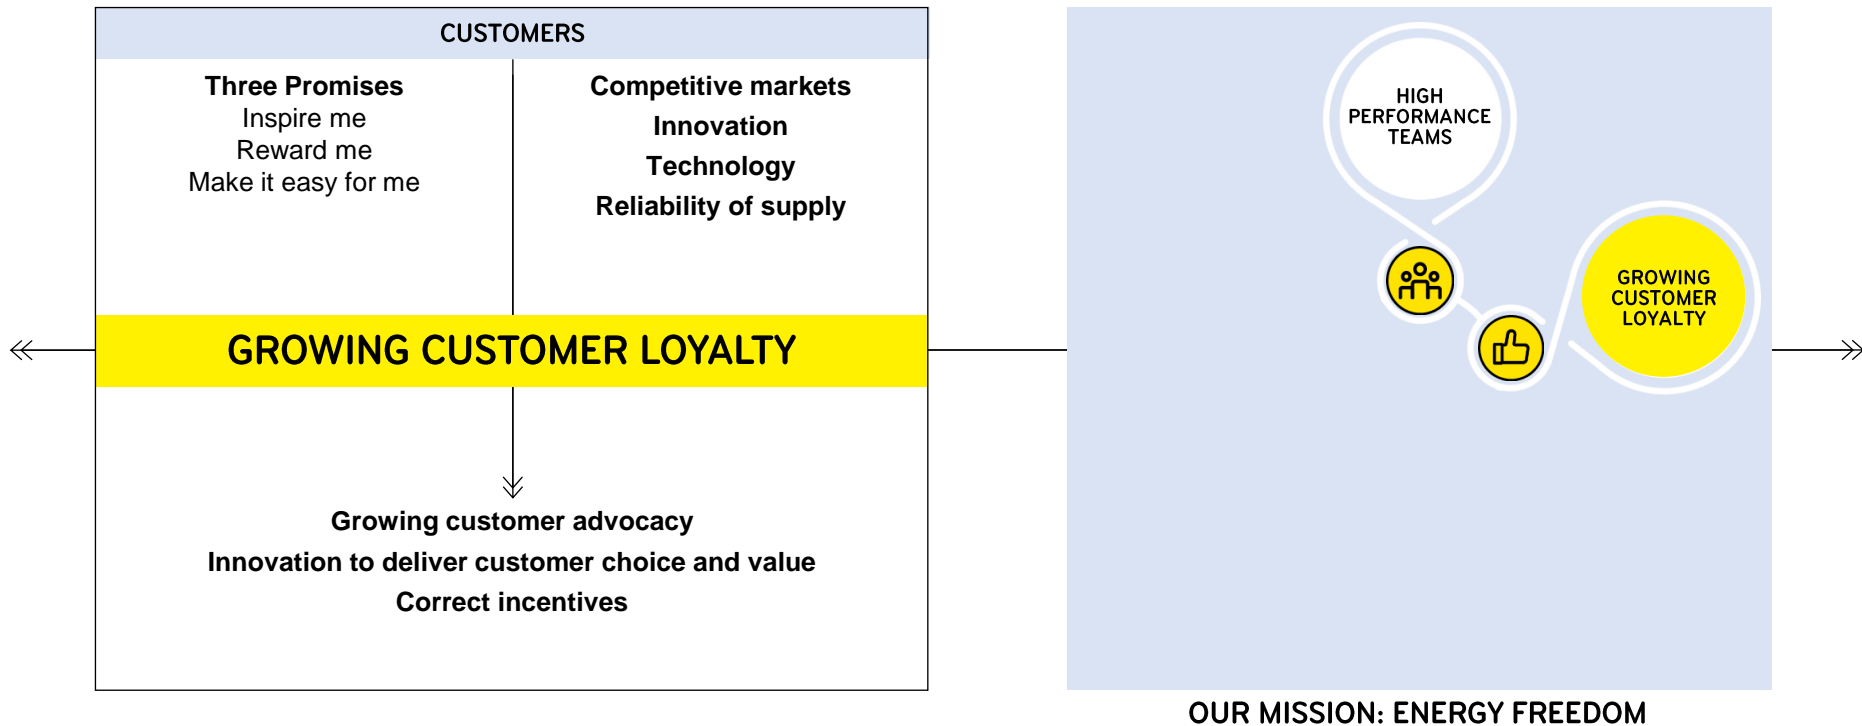 CUSTOMERS
Three Promises
Inspire me
Reward me
Make it easy for me
Competitive markets
Innovation
Technology
Reliability of supply
GROWING CUSTOMER LOYALTY
Growing customer advocacy
Innovation to deliver customer choice and value
Correct incentives
HIGH
PERFORMANCE
TEAMS
GROWING
CUSTOMER
LOYALTY
OUR MISSION: ENERGY FREEDOM